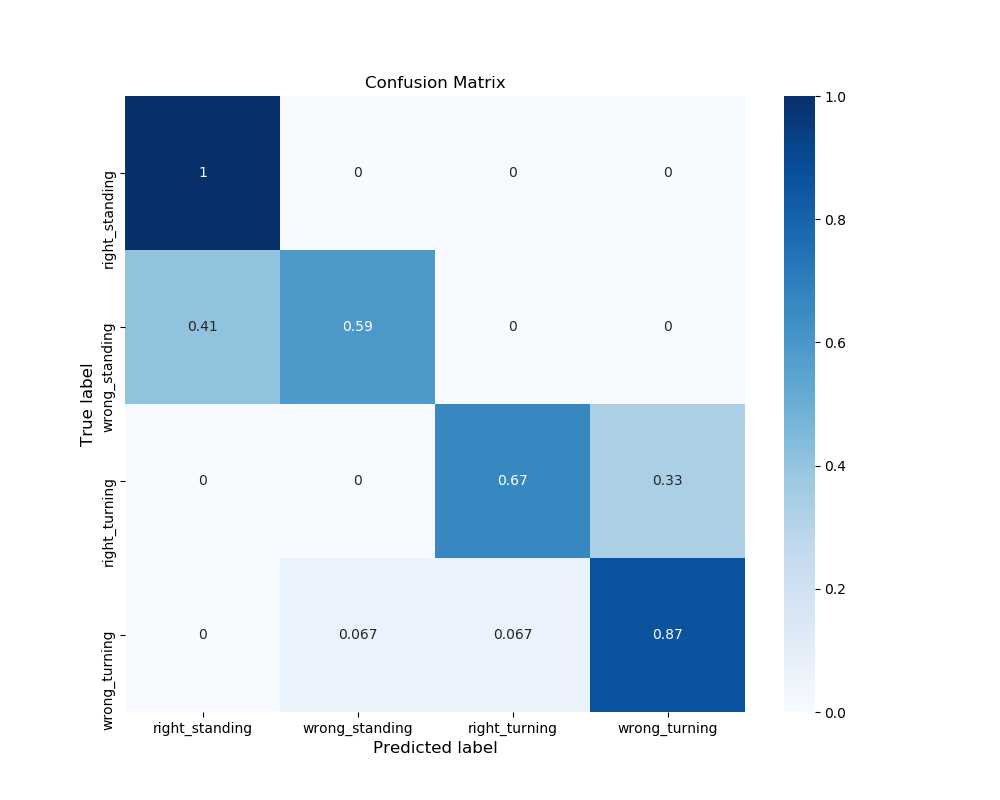 Confusion Matrix
True label
right_standing
1 0 0 0
wrong_standing
0.41 0.59 0 0
right_turning
0 0 0.67 0.33
wrong_turning
0 0.067 0.067 0.87
right_standing wrong_standing right_turning wrong_turning
Predicted label
1.0
0.8
0.6
0.4
0.2
0.0